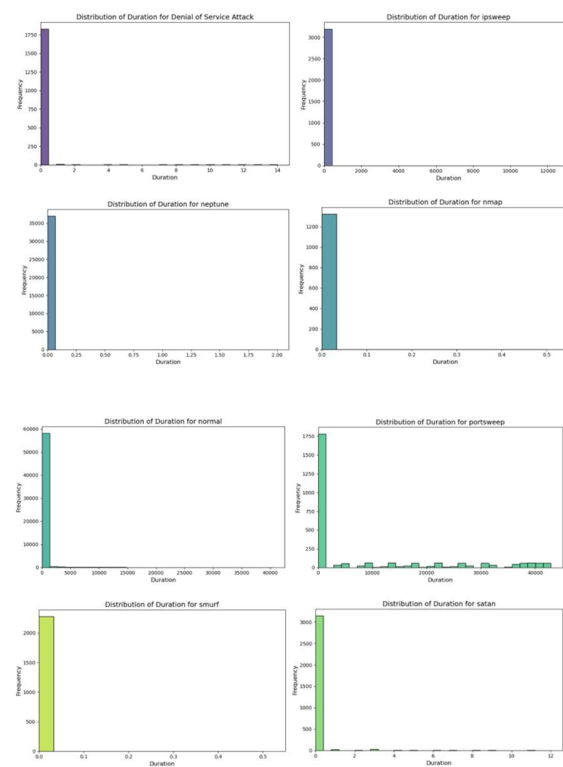 Distribution of Duration for Denial of Service Attack
Frequency
1750
1500
1250
1000
750
500
250
0
0 2 4 6 8 10 12 14
Duration
Distribution of Duration for ipsweep
Frequency
3000
2500
2000
1500
1000
500
0
0 2000 4000 6000 8000 10000 12000
Duration
Distribution of Duration for neptune
Frequency
35000
30000
25000
20000
15000
10000
5000
0
0.00 0.25 0.50 0.75 1.00 1.25 1.50 1.75 2.00
Duration
Distribution of Duration for nmap
Frequency
1200
1000
800
600
400
200
0
0.0 0.1 0.2 0.3 0.4 0.5
Duration
Distribution of Duration for normal
Frequency
60000
50000
40000
30000
20000
10000
0
0 5000 10000 15000 20000 25000 30000 35000 40000
Duration
Distribution of Duration for portsweep
Frequency
1750
1500
1250
1000
750
500
250
0
0 10000 20000 30000 40000
Duration
Distribution of Duration for smurf
Frequency
2000
1500
1000
500
0
0.0 0.1 0.2 0.3 0.4 0.5
Duration
Distribution of Duration for satan
Frequency
3000
2500
2000
1500
1000
500
0
0 2 4 6 8 10 12
Duration